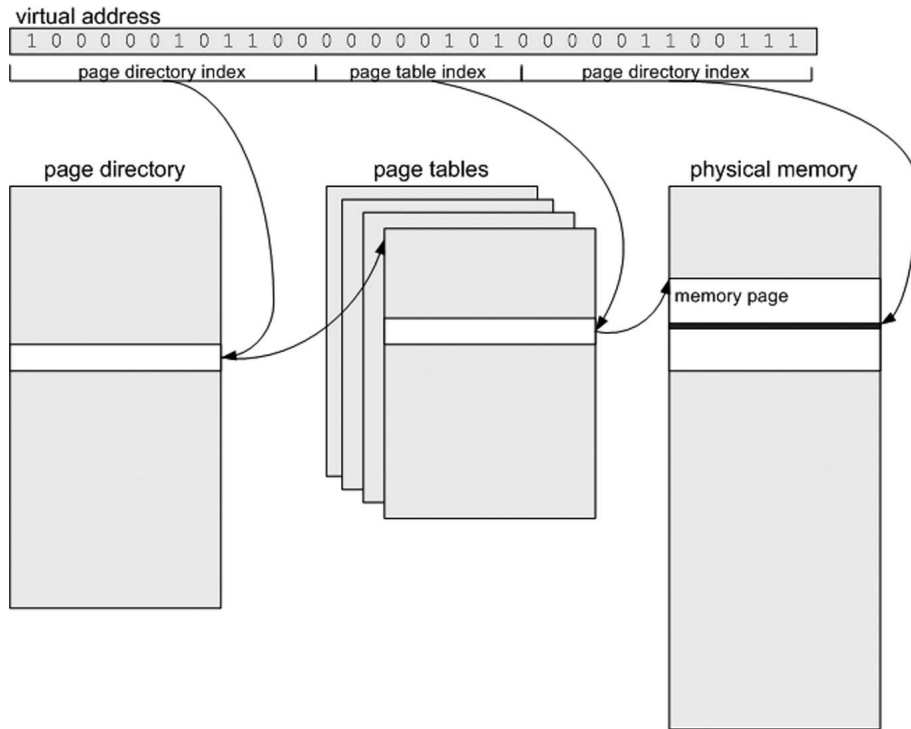 virtual address
1 0 0 0 0 0 1 0 1 1 0 0 0 0 0 0 0 1 0 1 0 0 0 0 0 1 1 0 0 1 1 1
page directory index page table index page directory index
page directory page tables physical memory
memory page